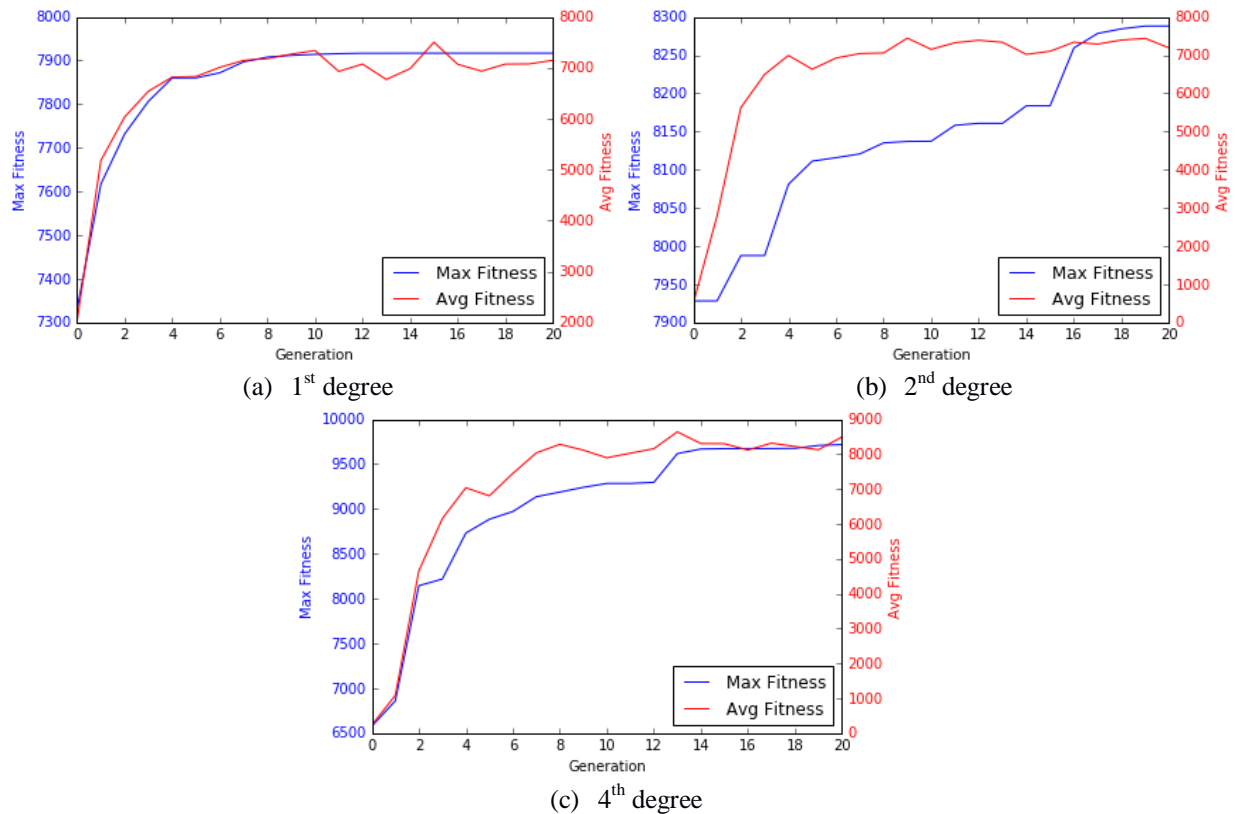 8000
7900
7800
7700
7600
7500
7400
7300
Max Fitness
8000
7000
6000
5000
4000
3000
2000
Avg Fitness
Max Fitness
Avg Fitness
0 2 4 6 8 10 12 14 16 18 20
Generation
(a) 1st degree
8300
8250
8200
8150
8100
8050
8000
7950
7900
Max Fitness
8000
7000
6000
5000
4000
3000
2000
1000
0
Avg Fitness
Max Fitness
Avg Fitness
0 2 4 6 8 10 12 14 16 18 20
Generation
(b) 2nd degree
10000
9500
9000
8500
8000
7500
7000
6500
Max Fitness
9000
8000
7000
6000
5000
4000
3000
2000
1000
0
Avg Fitness
Max Fitness
Avg Fitness
0 2 4 6 8 10 12 14 16 18 20
Generation
(c) 4th degree